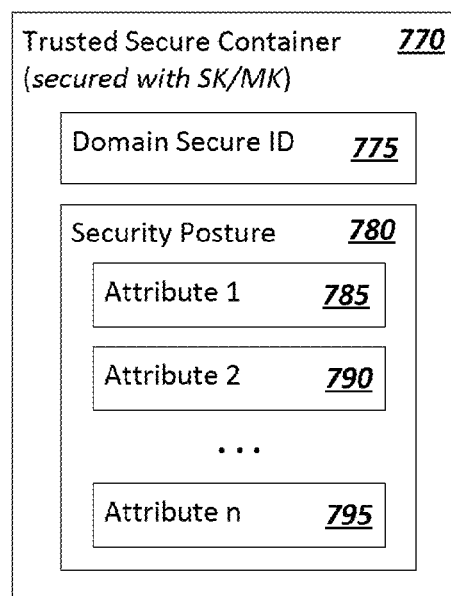 Trusted Secure Container 770
(secured with SK/MK)
Domain Secure ID 775
Security Posture 780
Attribute 1 785
Attribute 2 790
...
Attribute n 795